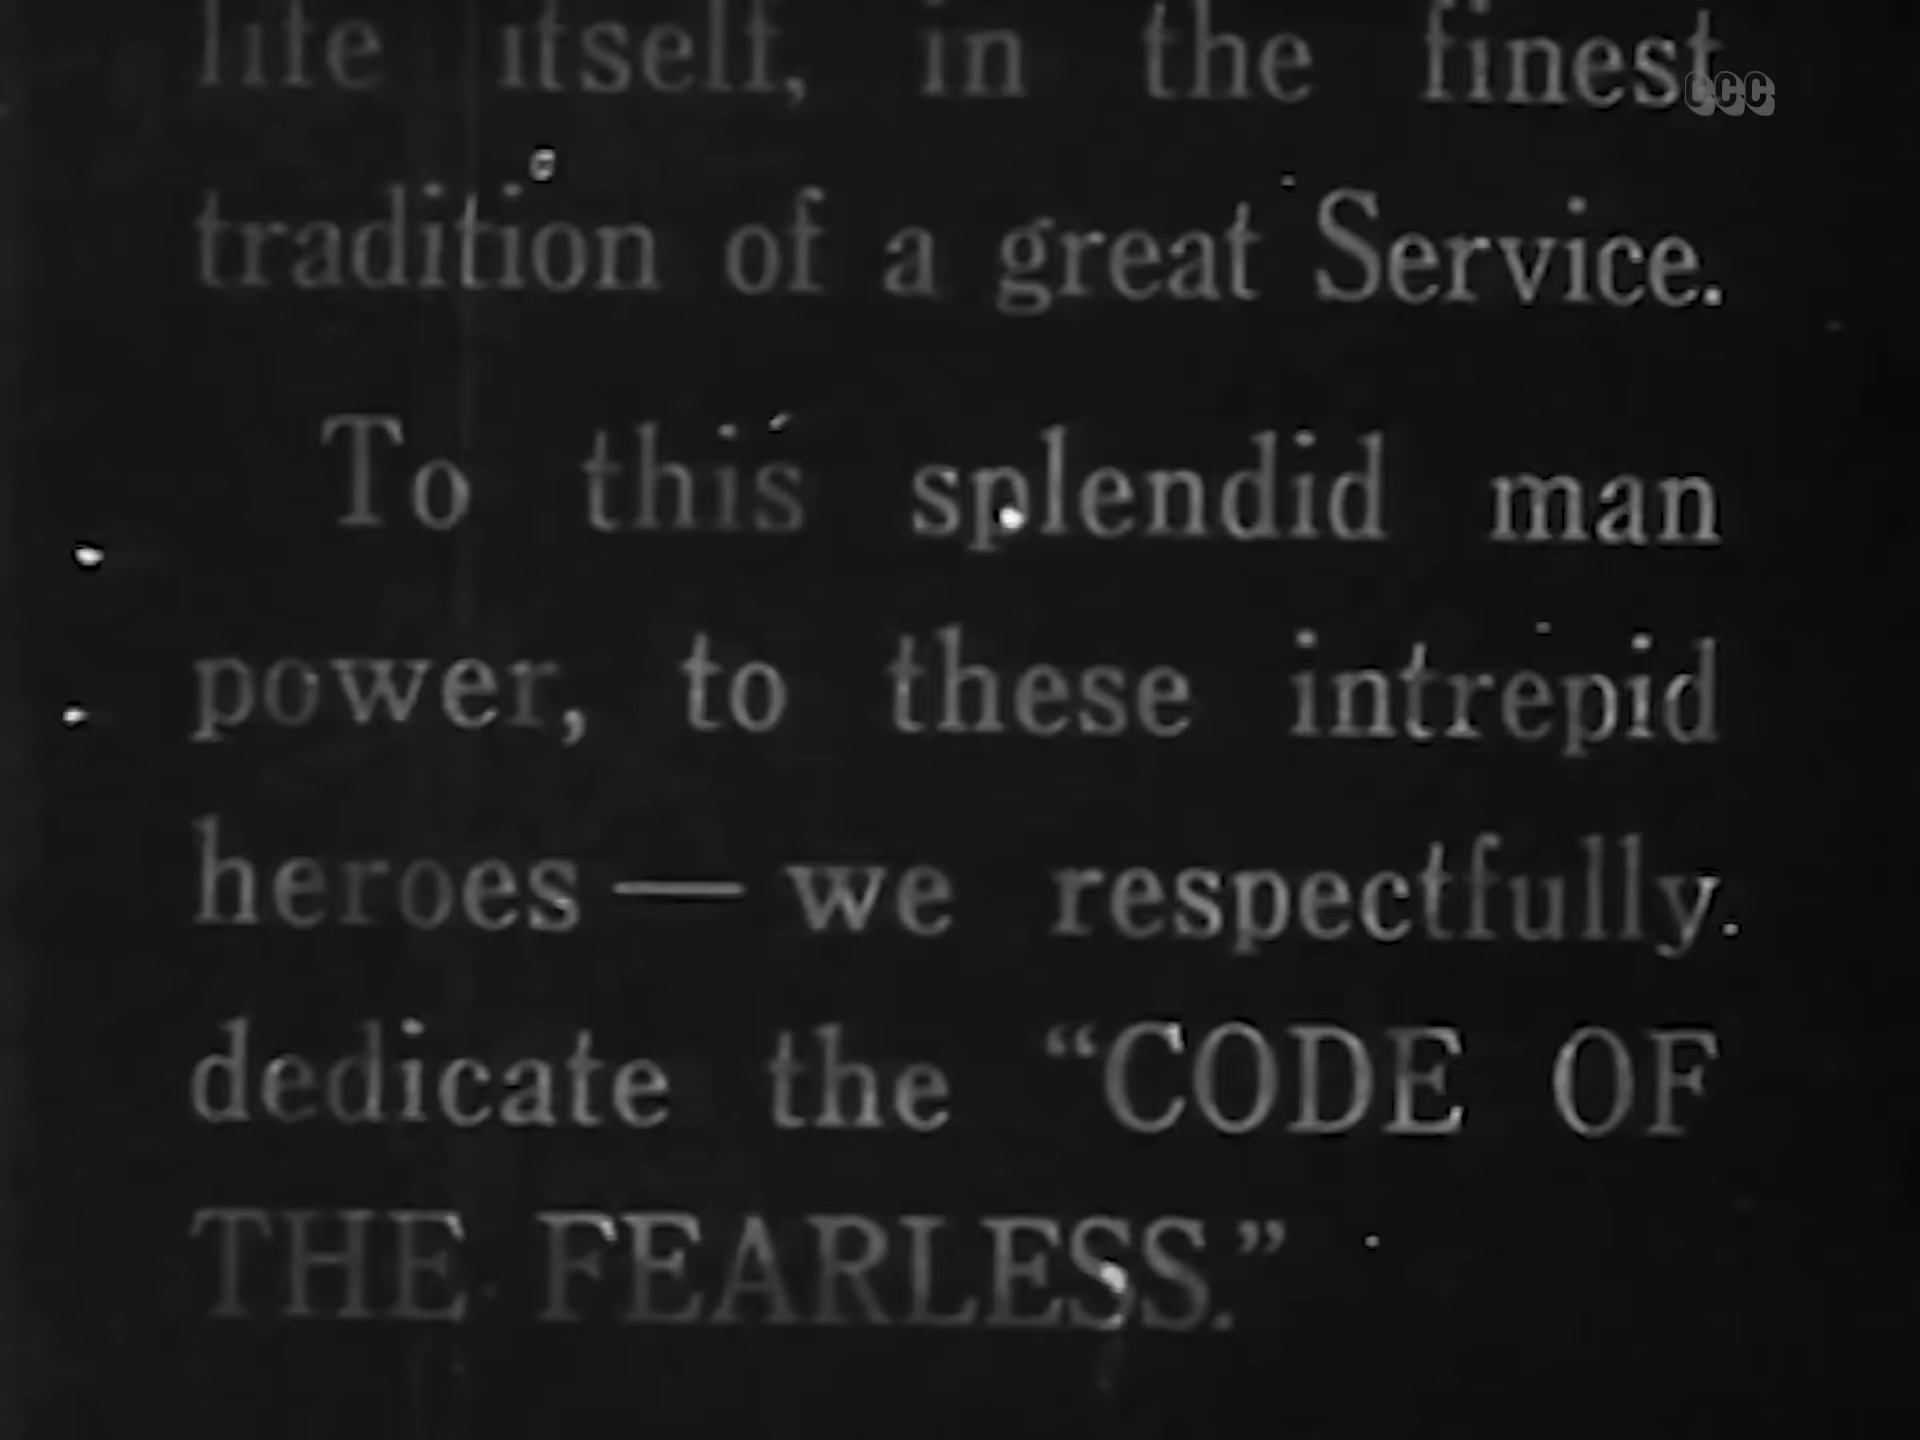 life itself, in the finest
CCC
tradition of a great Service.
To this splendid man
power, to these intrepid
heroes — we respectfully
dedicate the “CODE OF
THE FEARLESS.”